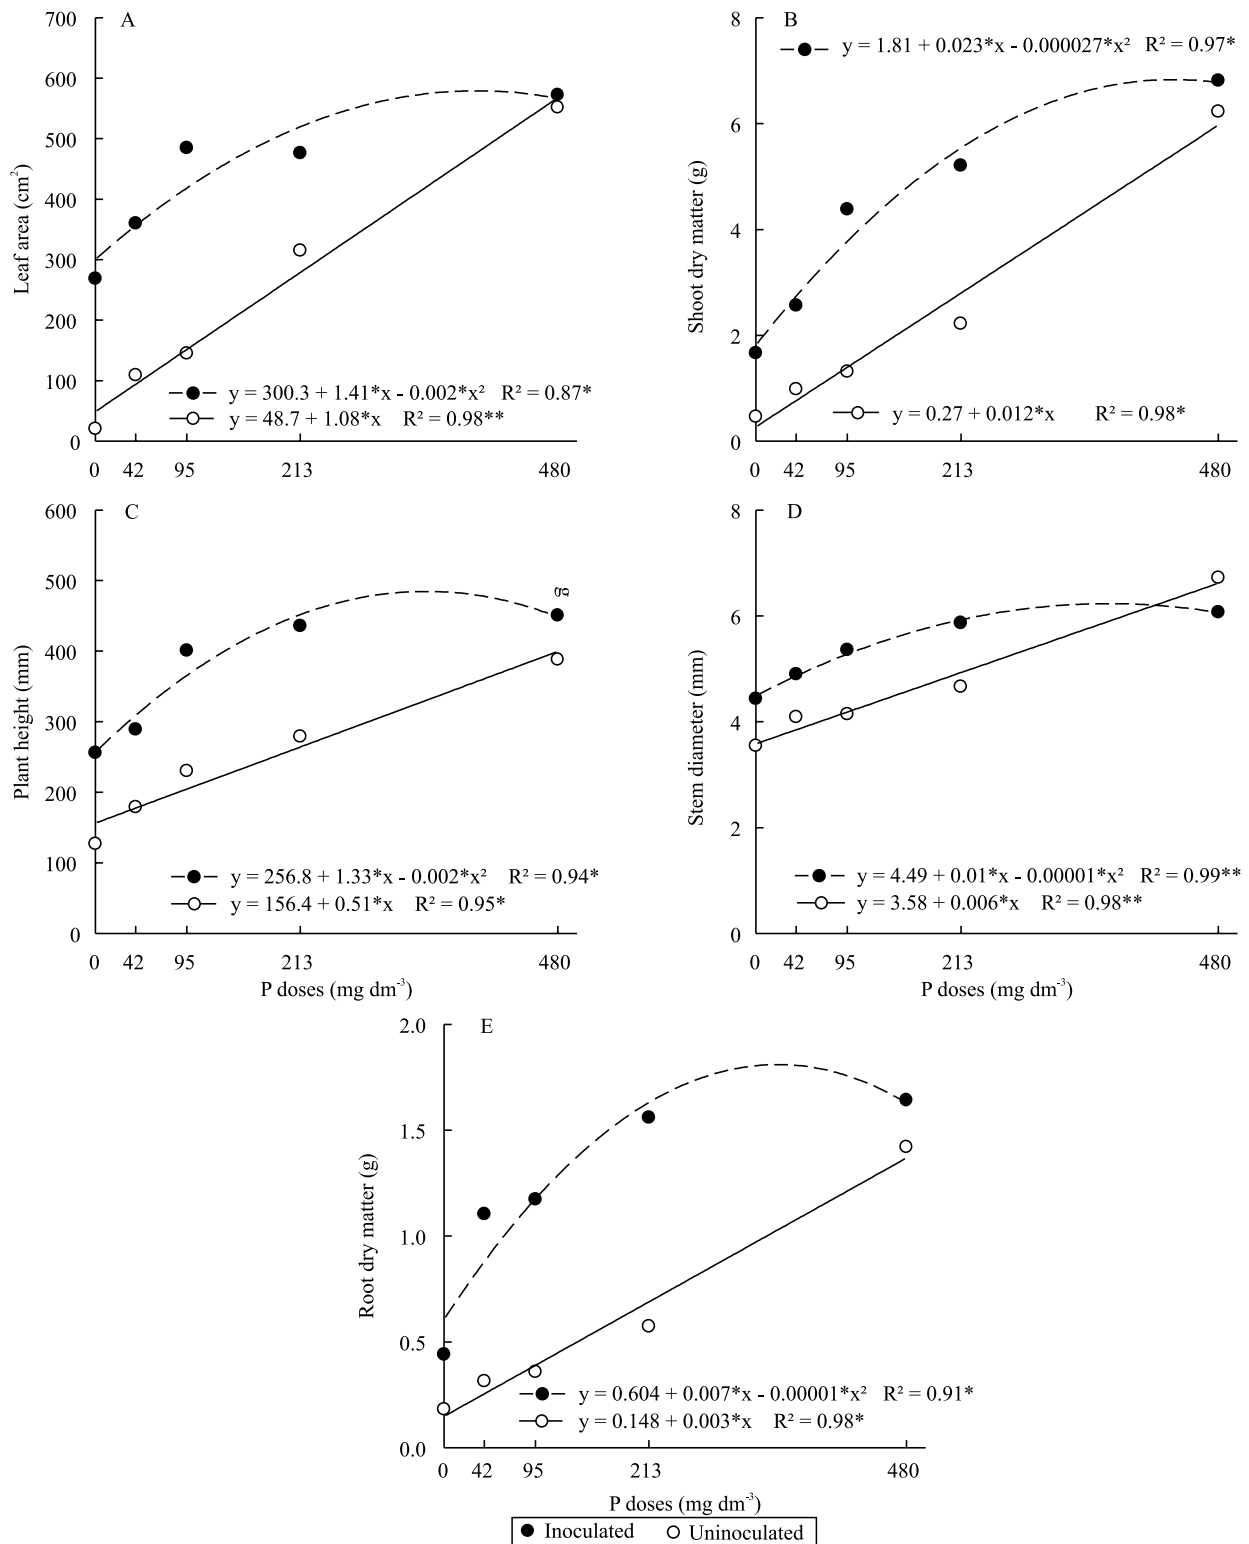 A
700
600
500
400
300
200
100
0
Leaf area (cm²)
y = 300.3 + 1.41*x - 0.002*x² R² = 0.87*
y = 48.7 + 1.08*x R² = 0.98**
0 42 95 213 480
B
8
6
4
2
0
Shoot dry matter (g)
y = 1.81 + 0.023*x - 0.000027*x² R² = 0.97*
y = 0.27 + 0.012*x R² = 0.98*
0 42 95 213 480
C
600
500
400
300
200
100
0
Plant height (mm)
g
y = 256.8 + 1.33*x - 0.002*x² R² = 0.94*
y = 156.4 + 0.51*x R² = 0.95*
0 42 95 213 480
P doses (mg dm⁻³)
D
8
6
4
2
0
Stem diameter (mm)
y = 4.49 + 0.01*x - 0.00001*x² R² = 0.99**
y = 3.58 + 0.006*x R² = 0.98**
0 42 95 213 480
P doses (mg dm⁻³)
E
2.0
1.5
1.0
0.5
0.0
Root dry matter (g)
y = 0.604 + 0.007*x - 0.00001*x² R² = 0.91*
y = 0.148 + 0.003*x R² = 0.98*
0 42 95 213 480
P doses (mg dm⁻³)
Inoculated Uninoculated